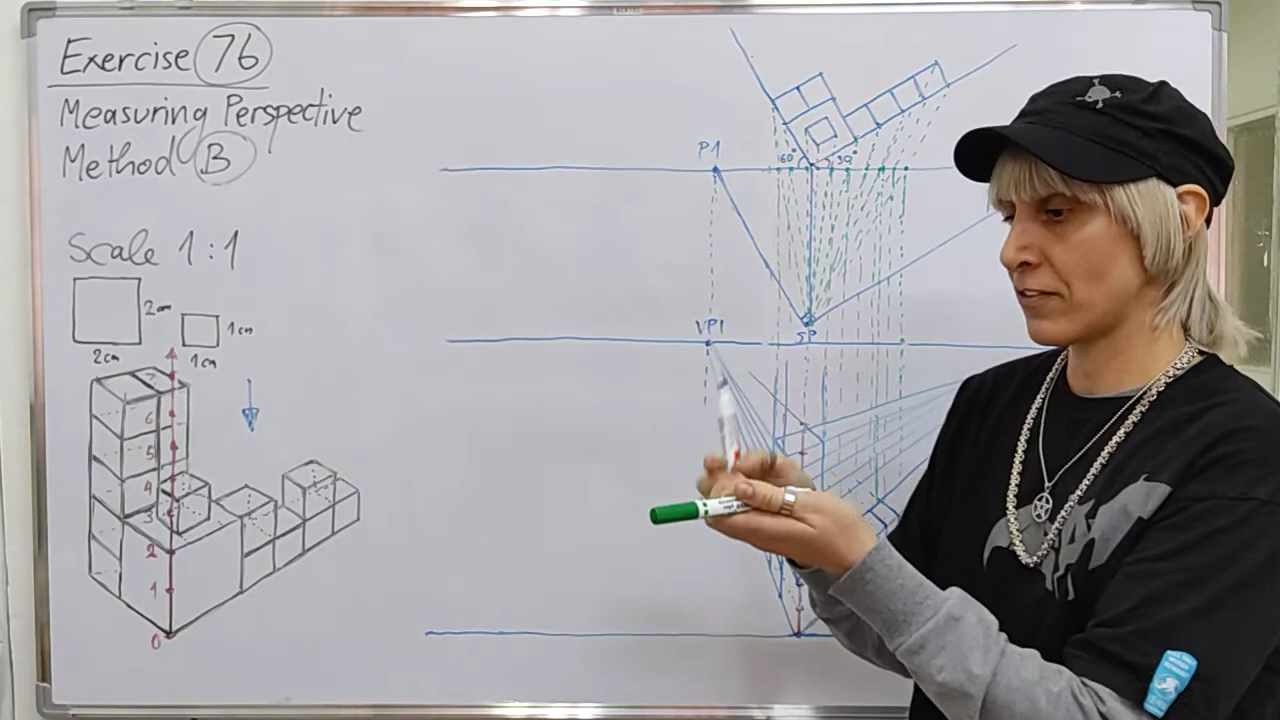 Exercise 76
Measuring Perspective
Method B
Scale 1:1
2cm
1cm
2cm
1cm
7
6
5
4
3
2
1
0
P1
60°
30°
SP
VP1